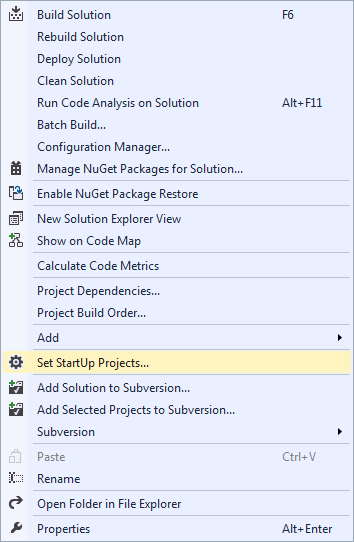 Build Solution F6
Rebuild Solution
Deploy Solution
Clean Solution
Run Code Analysis on Solution Alt+F11
Batch Build...
Configuration Manager...
Manage NuGet Packages for Solution...
Enable NuGet Package Restore
New Solution Explorer View
Show on Code Map
Calculate Code Metrics
Project Dependencies...
Project Build Order...
Add
Set StartUp Projects...
Add Solution to Subversion...
Add Selected Projects to Subversion...
Subversion
Paste Ctrl+V
Rename
Open Folder in File Explorer
Properties Alt+Enter